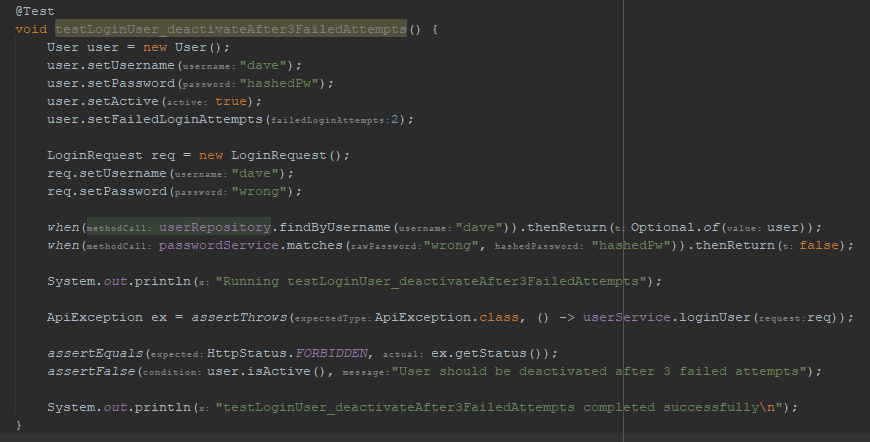 @Test
void testLoginUser_deactivateAfter3FailedAttempts() {
User user = new User();
user.setUsername(username: "dave");
user.setPassword(password: "hashedPw");
user.setActive(active: true);
user.setFailedLoginAttempts(failedLoginAttempts: 2);
LoginRequest req = new LoginRequest();
req.setUsername(username: "dave");
req.setPassword(password: "wrong");
when(methodCall: userRepository.findByUsername(username: "dave")).thenReturn(t: Optional.of(value: user));
when(methodCall: passwordService.matches(rawPassword: "wrong", hashedPassword: "hashedPw")).thenReturn(t: false);
System.out.println(x: "Running testLoginUser_deactivateAfter3FailedAttempts");
ApiException ex = assertThrows(expectedType: ApiException.class, () -> userService.loginUser(request: req));
assertEquals(expected: HttpStatus.FORBIDDEN, actual: ex.getStatus());
assertFalse(condition: user.isActive(), message: "User should be deactivated after 3 failed attempts");
System.out.println(x: "testLoginUser_deactivateAfter3FailedAttempts completed successfully\n");
}